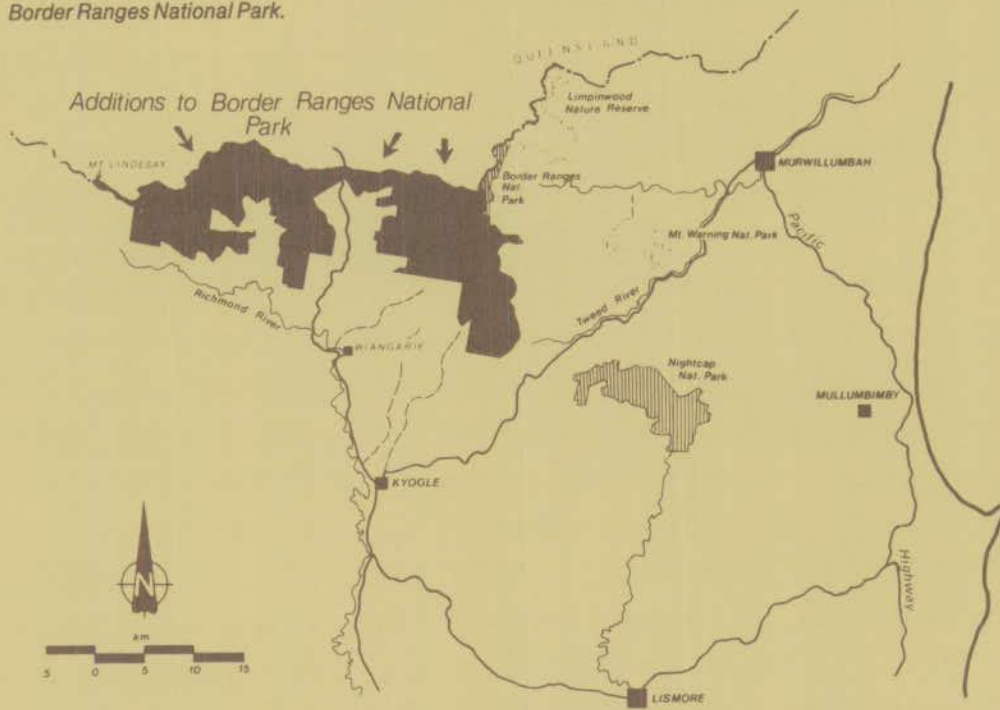 Border Ranges National Park.
QUEENSLAND
Additions to Border Ranges National
Park
Limpinwood
Nature Reserve
MT LINDESAY
MURWILLUMBAH
Border Ranges
Nat.
Park
Mt. Warning Nat. Park
Pacific
Richmond River
Tweed River
WIANGARIE
Nightcap
Nat. Park
MULLUMBIMBY
KYOGLE
N
Highway
km
5 0 5 10 15
LISMORE